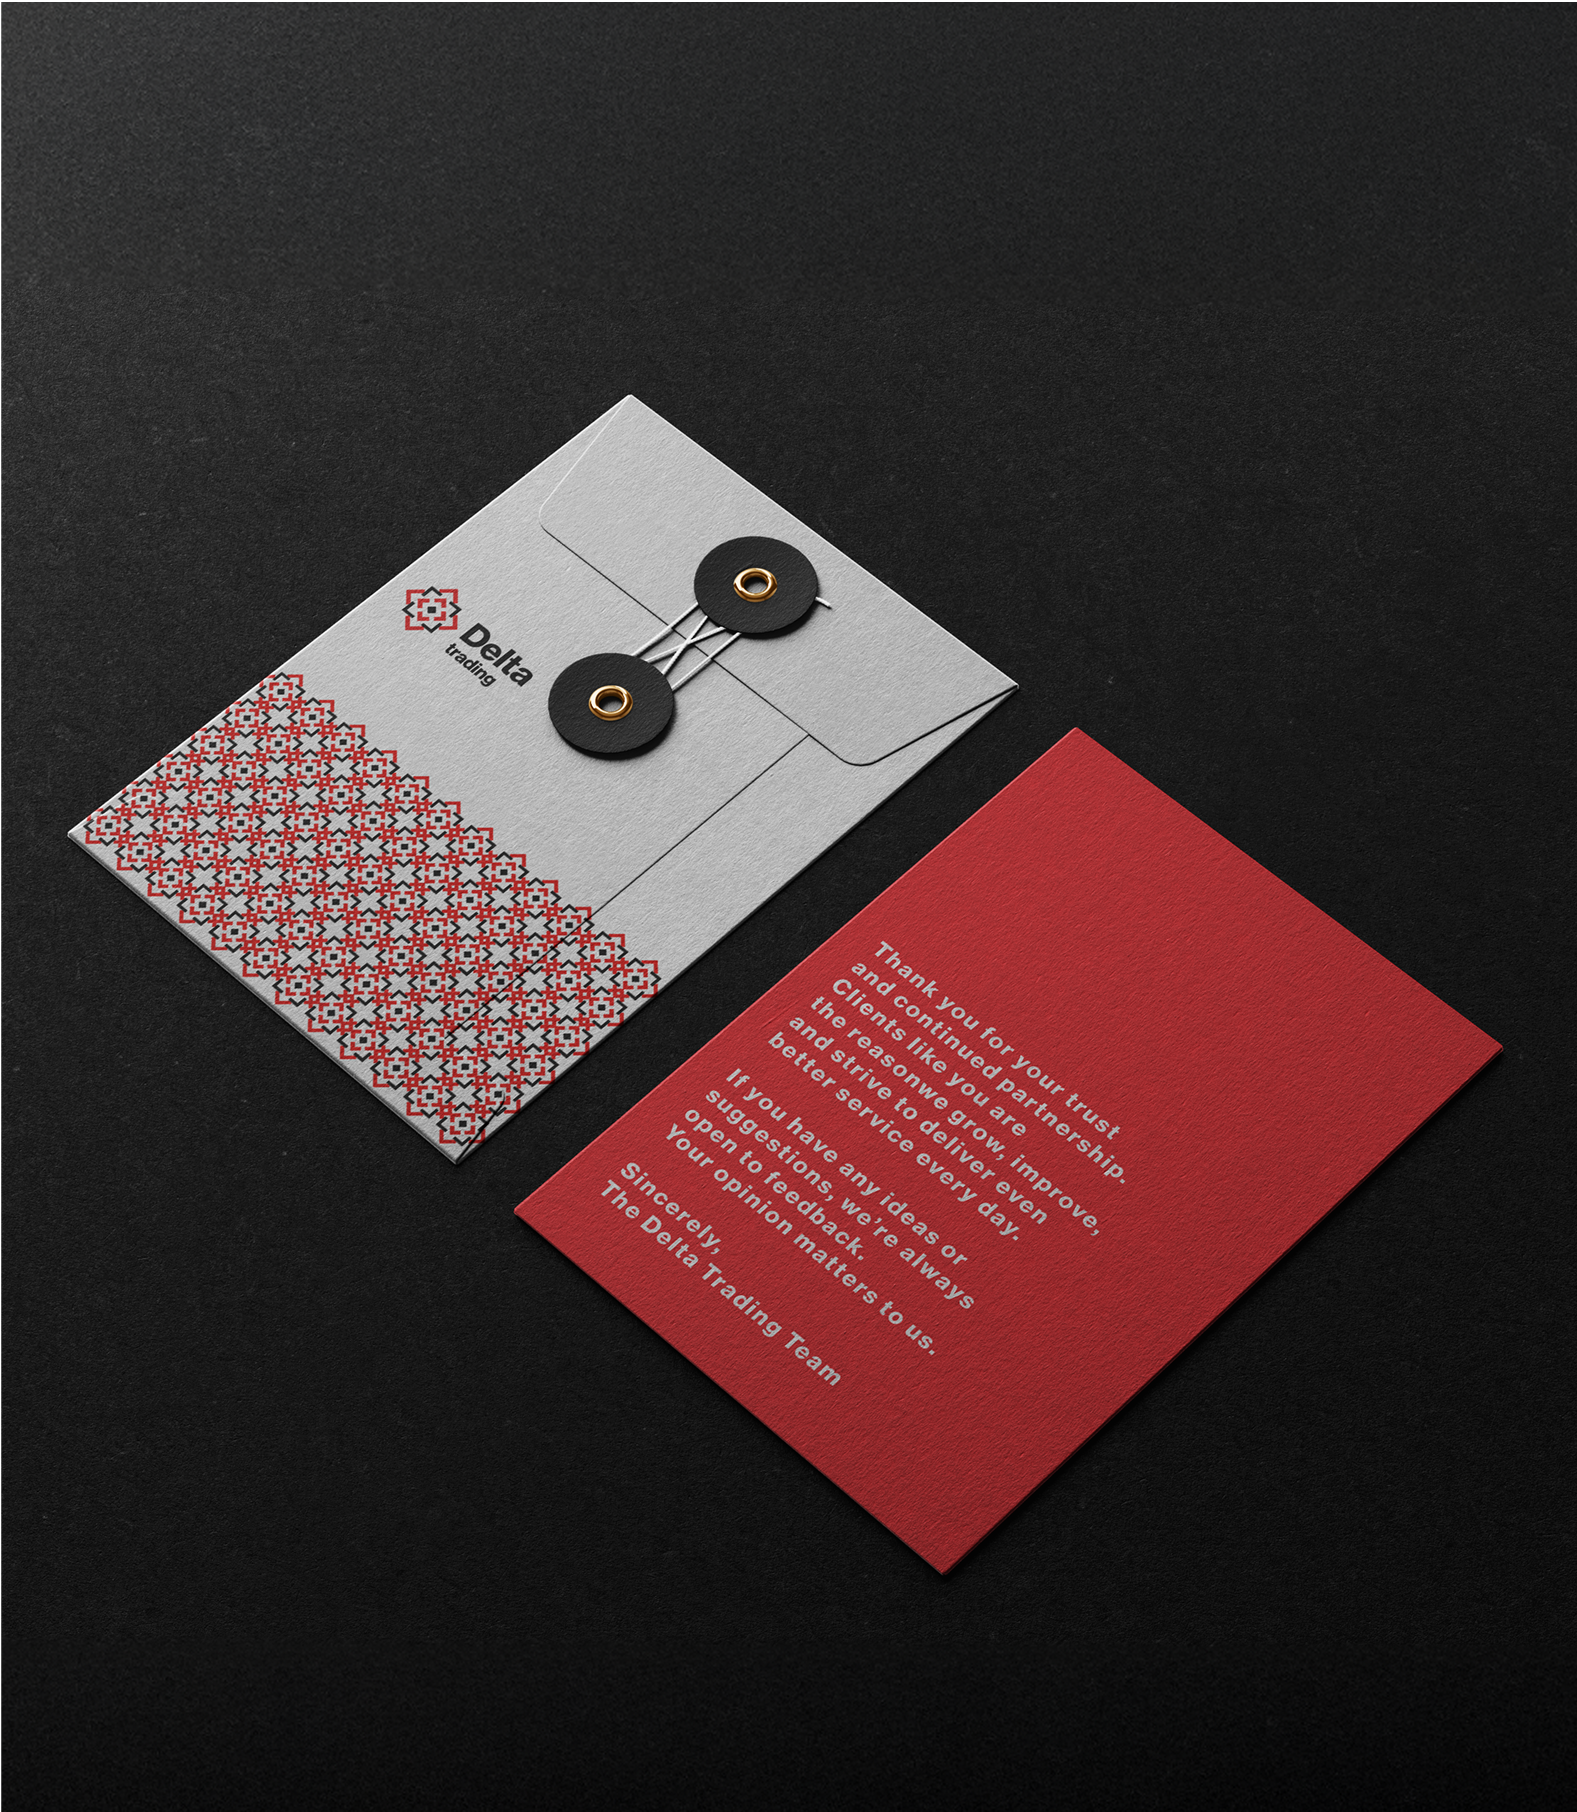 Delta
trading
Thank you for your trust
and continued partnership.
Clients like you are
the reasonwe grow, improve,
and strive to deliver even
better service every day.
If you have any ideas or
suggestions, we're always
open to feedback.
Your opinion matters to us.
Sincerely,
The Delta Trading Team